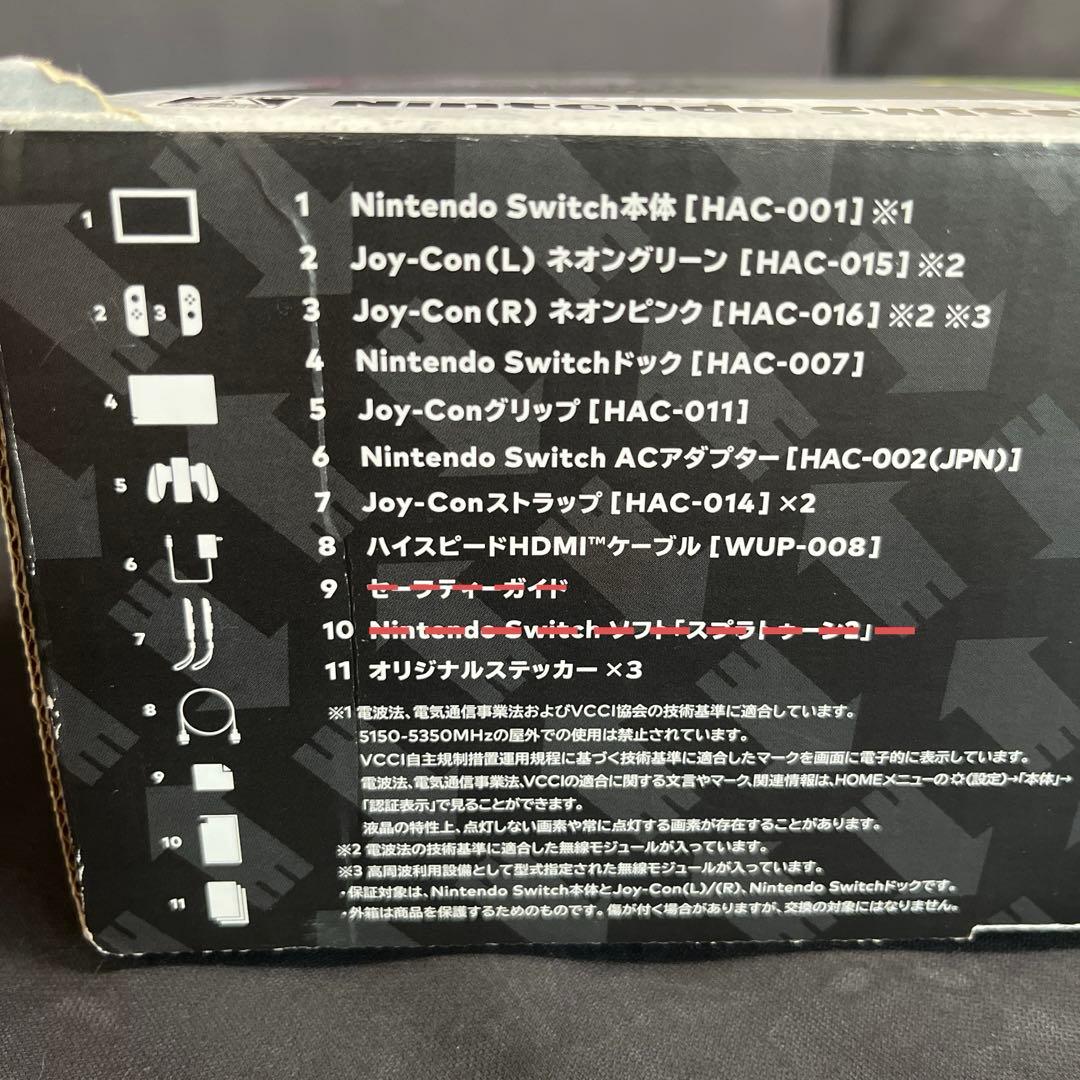 1 Nintendo Switch本体 [HAC-001] ※1
2 Joy-Con(L) ネオングリーン [HAC-015] ※2
3 Joy-Con(R) ネオンピンク [HAC-016] ※2 ※3
4 Nintendo Switchドック [HAC-007]
5 Joy-Conグリップ [HAC-011]
6 Nintendo Switch ACアダプター [HAC-002(JPN)]
7 Joy-Conストラップ [HAC-014] ×2
8 ハイスピードHDMI™ケーブル [WUP-008]
9 セーフティーガイド
10 Nintendo Switch ソフト「スプラトゥーン2」
11 オリジナルステッカー ×3
※1 電波法、電気通信事業法およびVCCI協会の技術基準に適合しています。
5150-5350MHzの屋外での使用は禁止されています。
VCCI自主規制措置運用規程に基づく技術基準に適合したマークを画面に電子的に表示しています。
電波法、電気通信事業法、VCCIの適合に関する文言やマーク、関連情報は、HOMEメニューの(設定)→「本体」→
「認証表示」で見ることができます。
液晶の特性上、点灯しない画素や常に点灯する画素が存在することがあります。
※2 電波法の技術基準に適合した無線モジュールが入っています。
※3 高周波利用設備として型式指定された無線モジュールが入っています。
・保証対象は、Nintendo Switch本体とJoy-Con(L)/(R)、Nintendo Switchドックです。
・外箱は商品を保護するためのものです。傷が付く場合がありますが、交換の対象にはなりません。
1
2 3
4
5
6
7
8
9
10
11